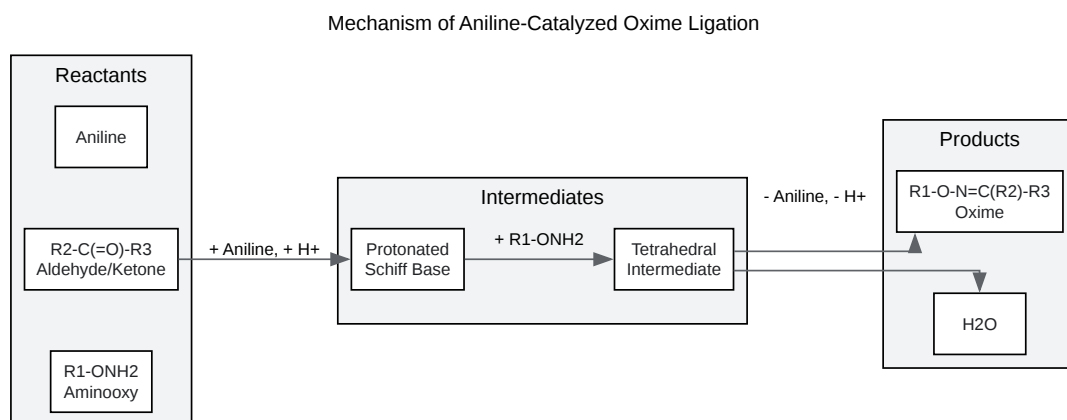 Mechanism of Aniline-Catalyzed Oxime Ligation
Reactants
Aniline
R2-C(=O)-R3
Aldehyde/Ketone
R1-ONH2
Aminooxy
+ Aniline, + H+
Intermediates
Protonated
Schiff Base
+ R1-ONH2
Tetrahedral
Intermediate
- Aniline, - H+
Products
R1-O-N=C(R2)-R3
Oxime
H2O